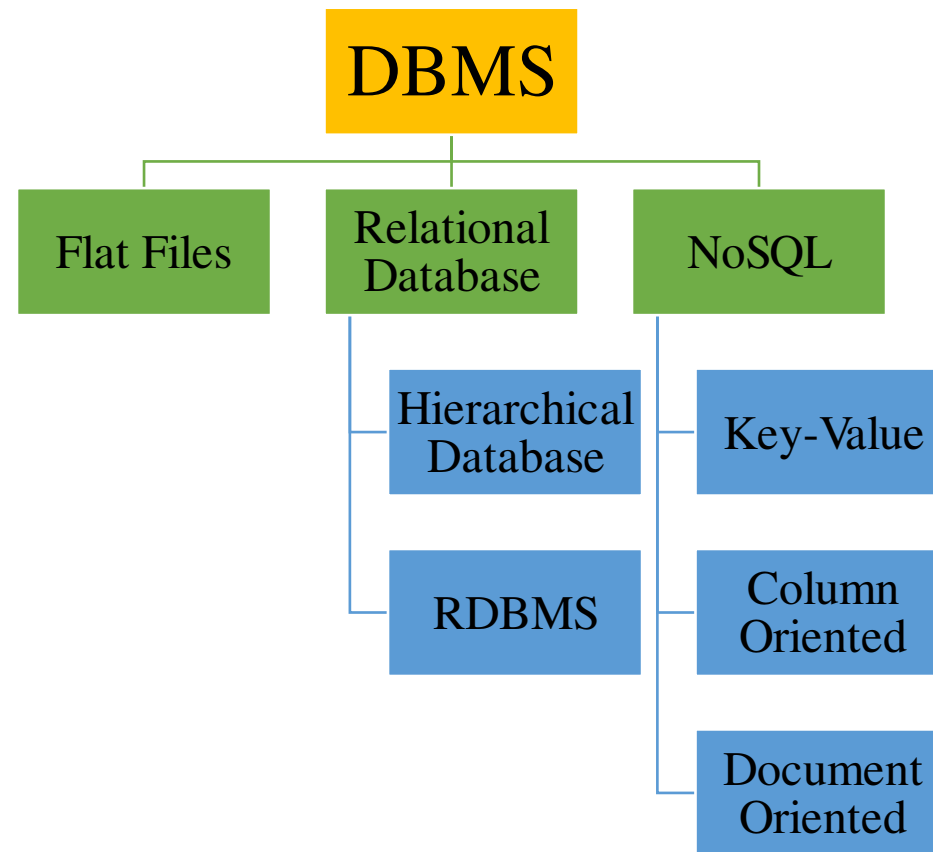 DBMS
Flat Files
Relational
Database
NoSQL
Hierarchical
Database
RDBMS
Key-Value
Column
Oriented
Document
Oriented